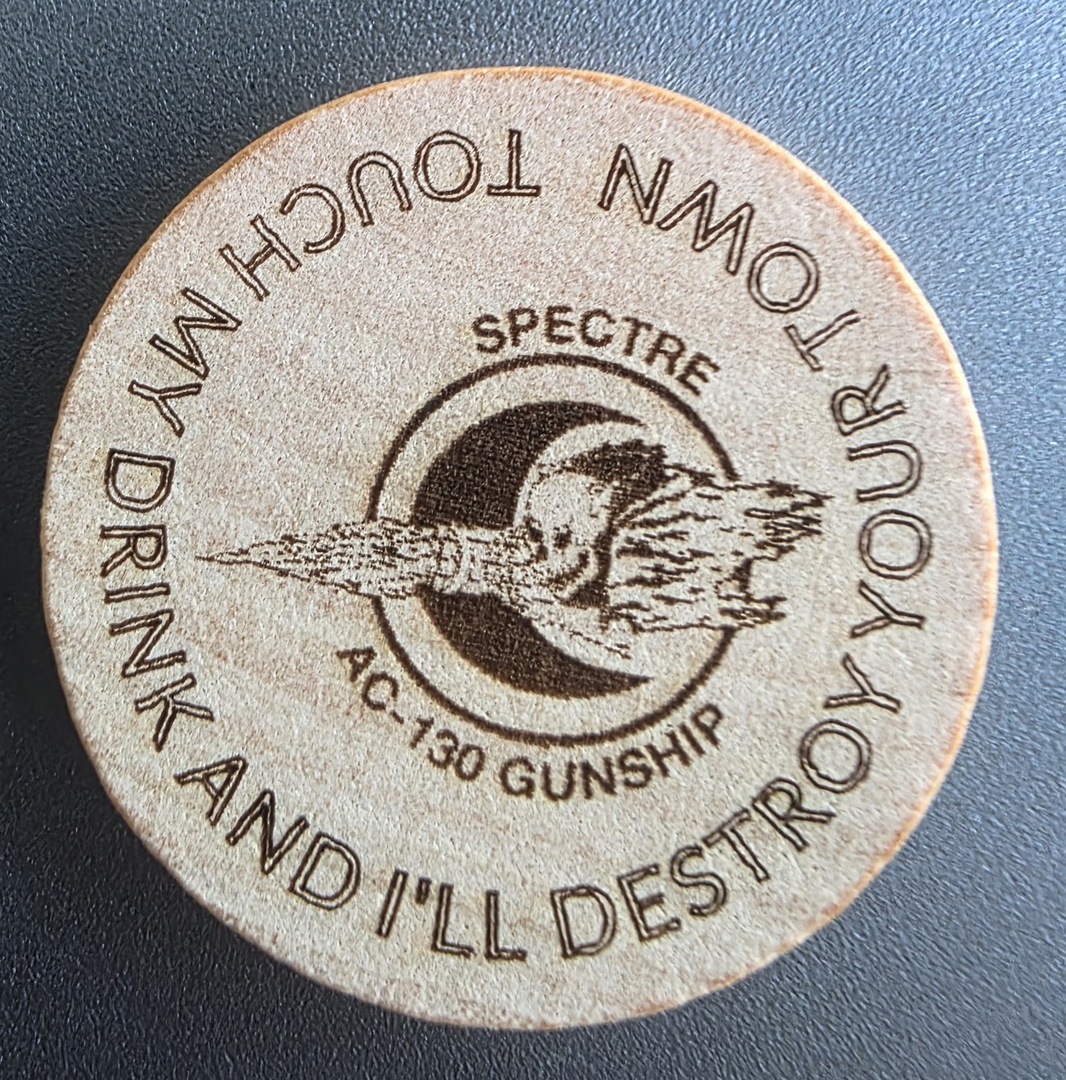 TOUCH MY DRINK AND I'LL DESTROY YOUR TOWN
SPECTRE
AC-130 GUNSHIP